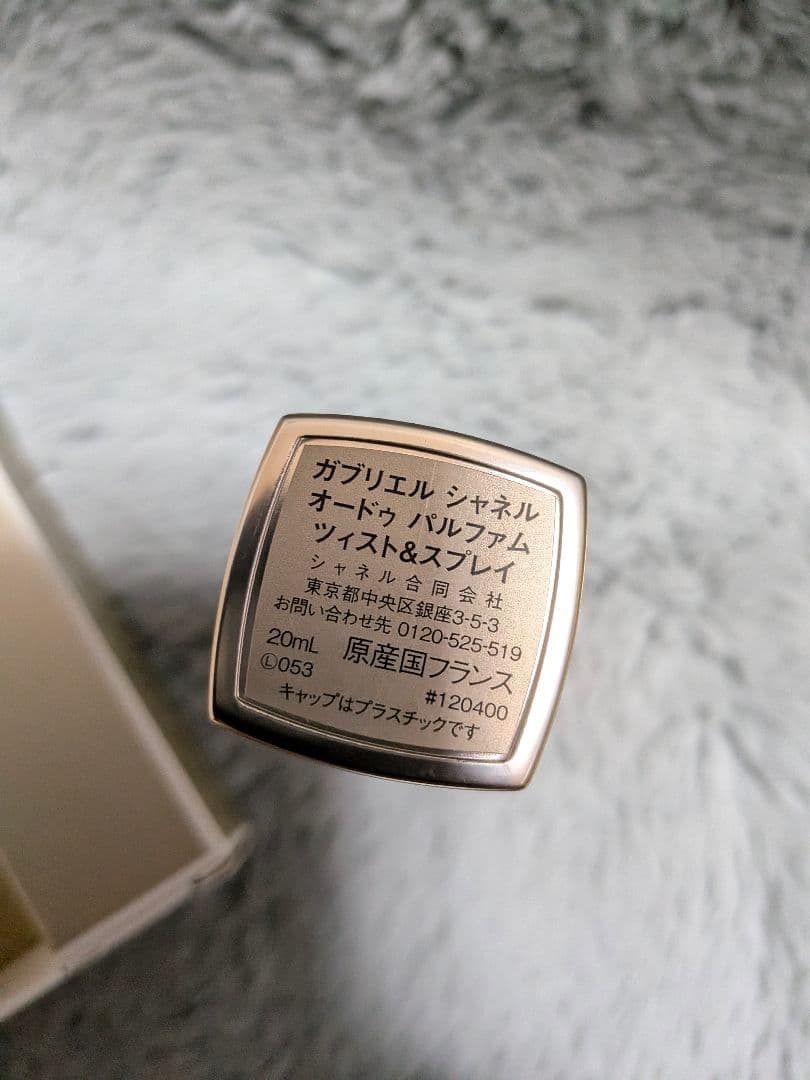 ガブリエル シャネル
オードゥ パルファム
ツィスト&スプレイ
シャネル合同会社
東京都中央区銀座3-5-3
お問い合わせ先 0120-525-519
20mL 原産国フランス
Ⓛ053 #120400
キャップはプラスチックです